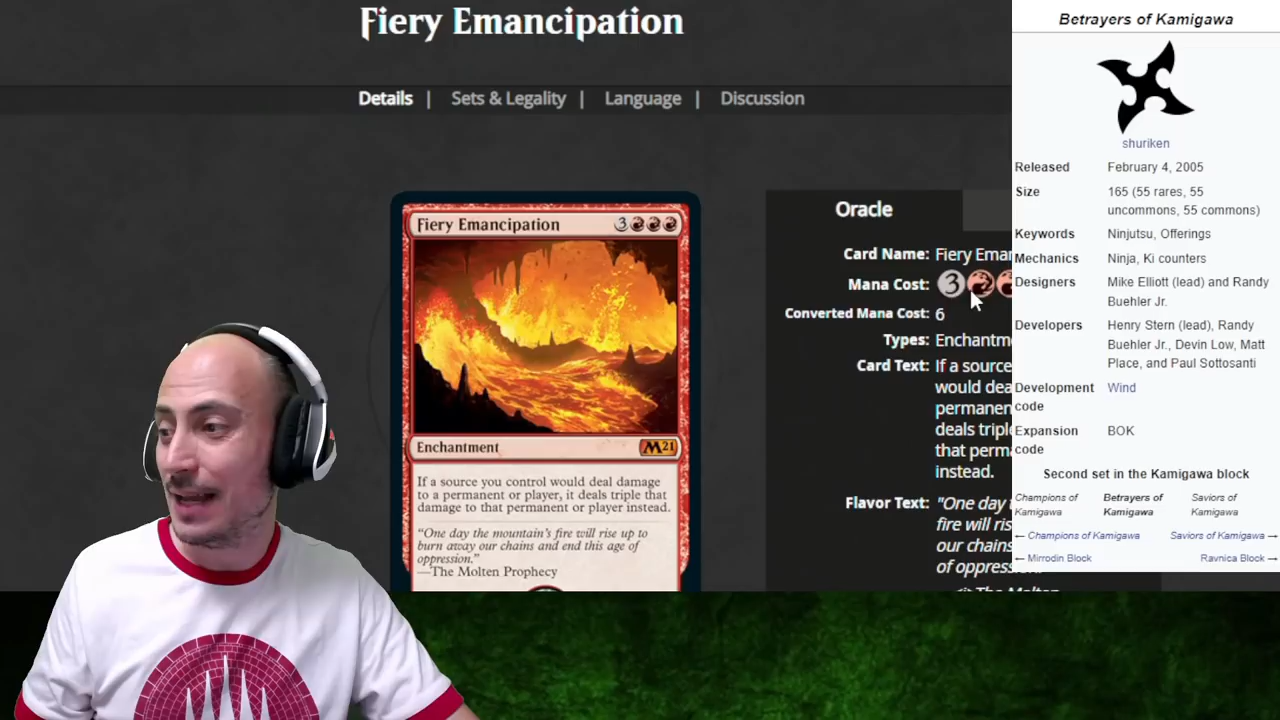 Fiery Emancipation
Details | Sets & Legality | Language | Discussion
Fiery Emancipation 3
Enchantment M21
If a source you control would deal damage
to a permanent or player, it deals triple that
damage to that permanent or player instead.
"One day the mountain's fire will rise up to
burn away our chains and end this age of
oppression."
—The Molten Prophecy
Oracle
Card Name: Fiery Eman
Mana Cost: 3
Converted Mana Cost: 6
Types: Enchantm
Card Text: If a source
would dea
permanen
deals triple
that perm
instead.
Flavor Text: "One day
fire will ris
our chains
of oppression."
Betrayers of Kamigawa
shuriken
Released February 4, 2005
Size 165 (55 rares, 55
uncommons, 55 commons)
Keywords Ninjutsu, Offerings
Mechanics Ninja, Ki counters
Designers Mike Elliott (lead) and Randy
Buehler Jr.
Developers Henry Stern (lead), Randy
Buehler Jr., Devin Low, Matt
Place, and Paul Sottosanti
Development Wind
code
Expansion BOK
code
Second set in the Kamigawa block
Champions of Betrayers of Saviors of
Kamigawa Kamigawa Kamigawa
← Champions of Kamigawa Saviors of Kamigawa →
← Mirrodin Block Ravnica Block →